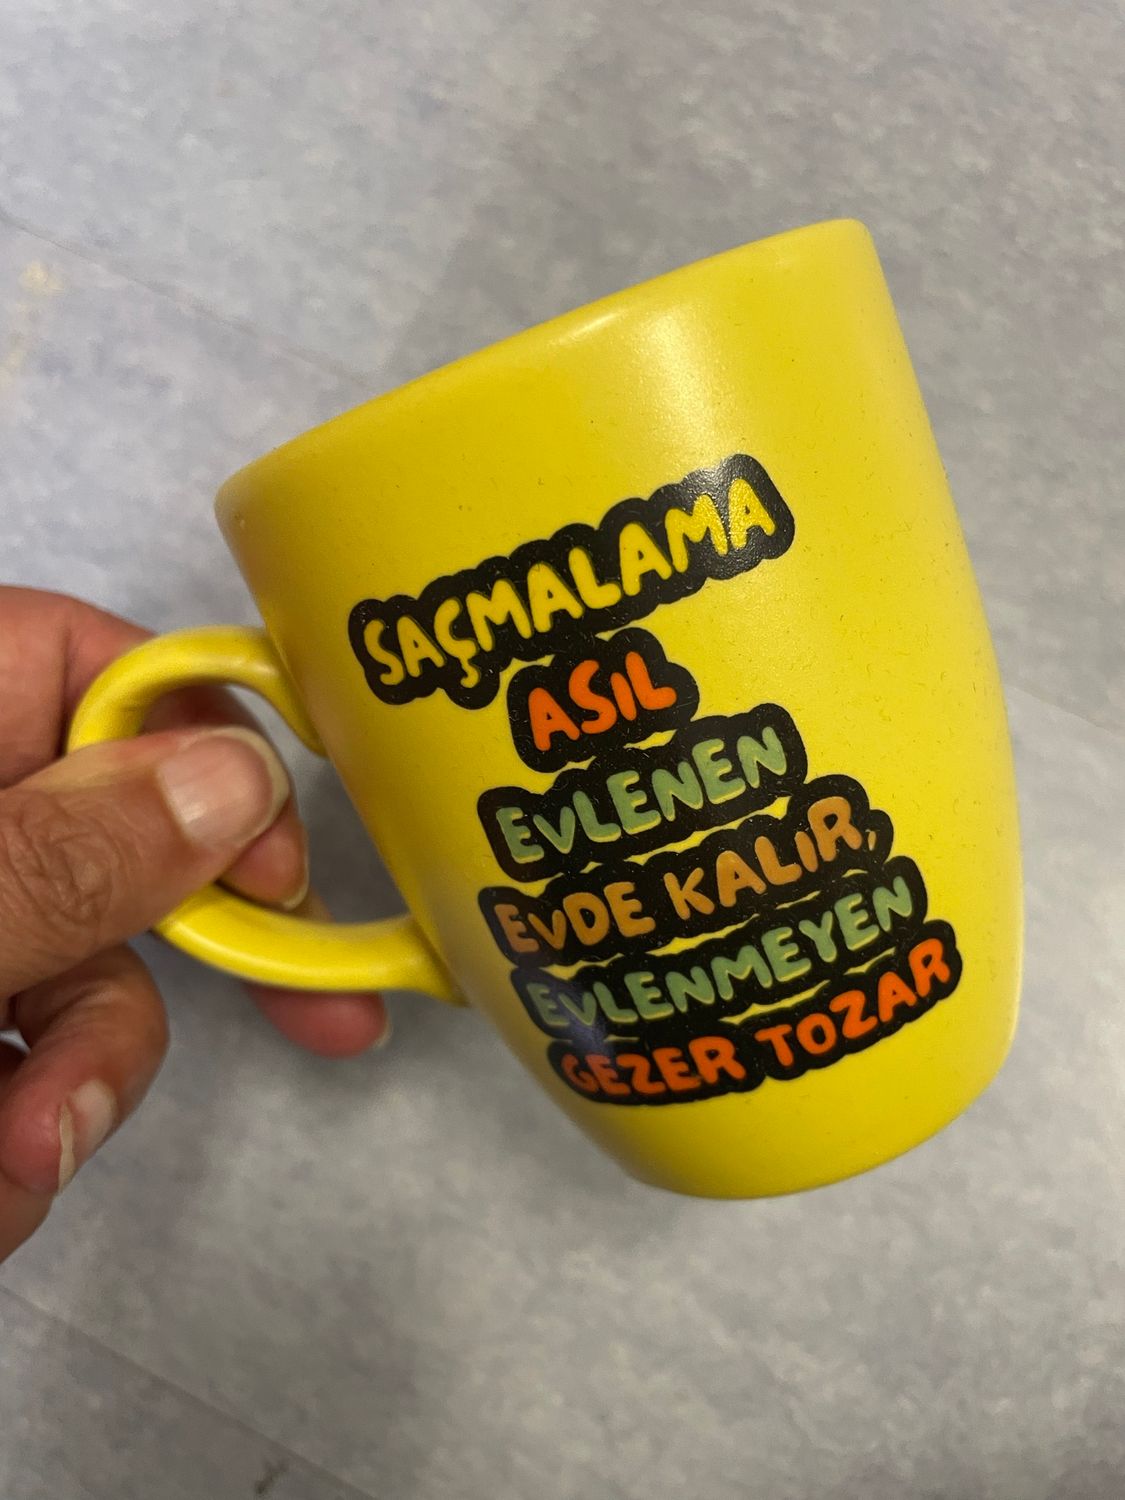 SAÇMALAMA
ASIL
EVLENEN
EVDE KALIR,
EVLENMEYEN
GEZER TOZAR